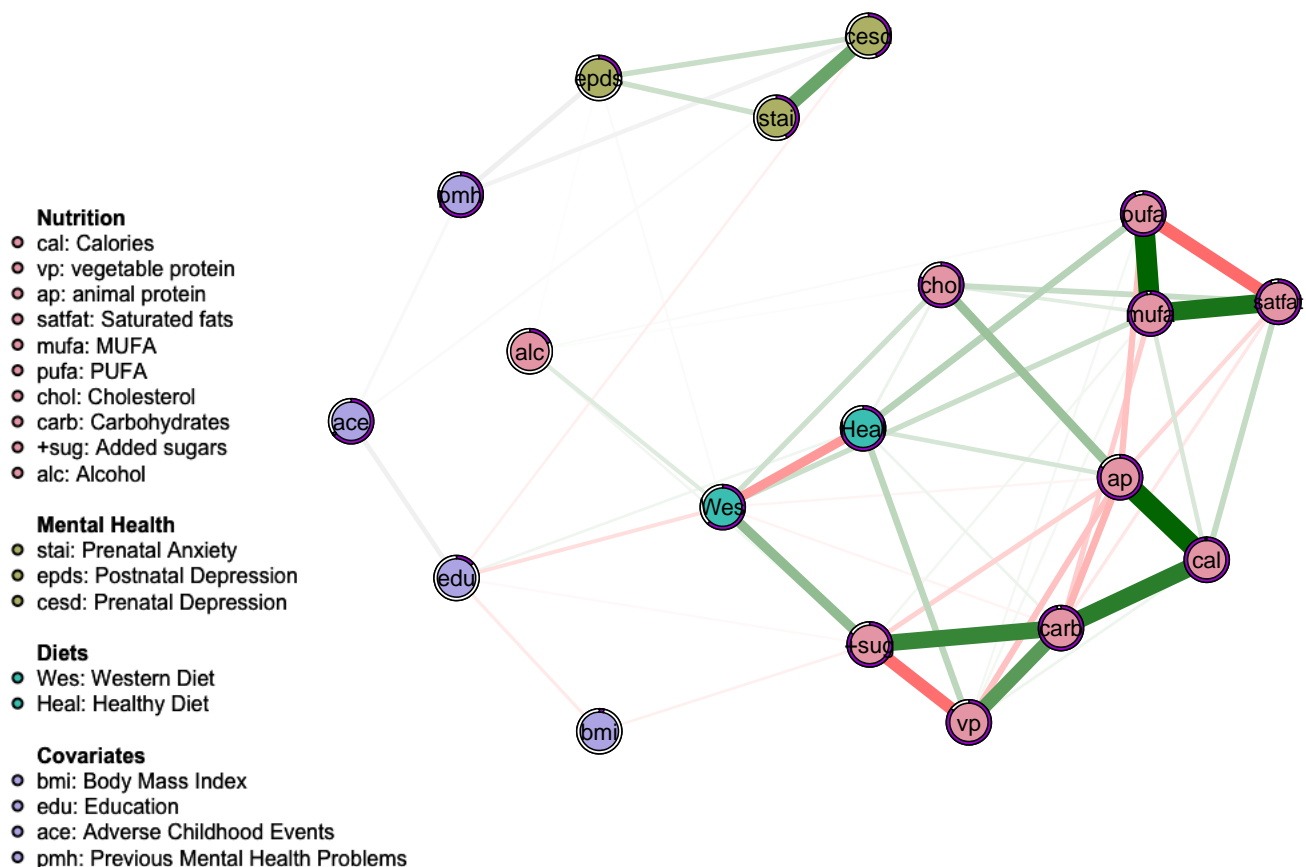 cesd
epds
stai
pmh
Nutrition
cal: Calories
vp: vegetable protein
ap: animal protein
satfat: Saturated fats
mufa: MUFA
pufa: PUFA
chol: Cholesterol
carb: Carbohydrates
+sug: Added sugars
alc: Alcohol
Mental Health
stai: Prenatal Anxiety
epds: Postnatal Depression
cesd: Prenatal Depression
Diets
Wes: Western Diet
Heal: Healthy Diet
Covariates
bmi: Body Mass Index
edu: Education
ace: Adverse Childhood Events
pmh: Previous Mental Health Problems
pufa
chol
satfat
mufa
alc
ace
Heal
ap
Wes
cal
edu
carb
+sug
vp
bmi